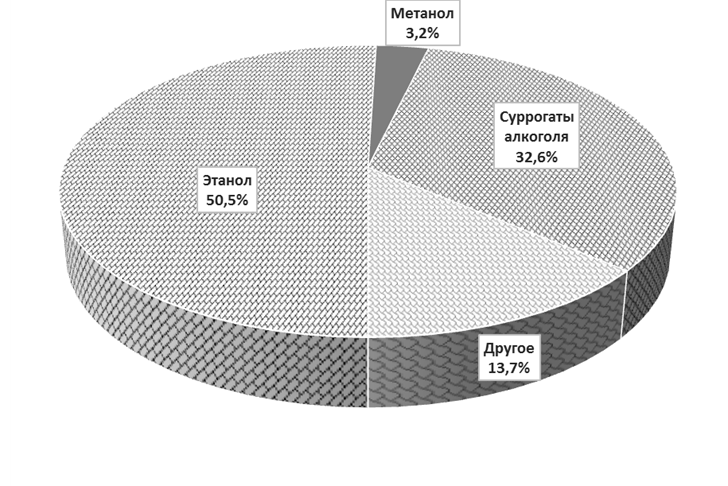 Метанол
3,2%
Суррогаты
алкоголя
32,6%
Этанол
50,5%
Другое
13,7%